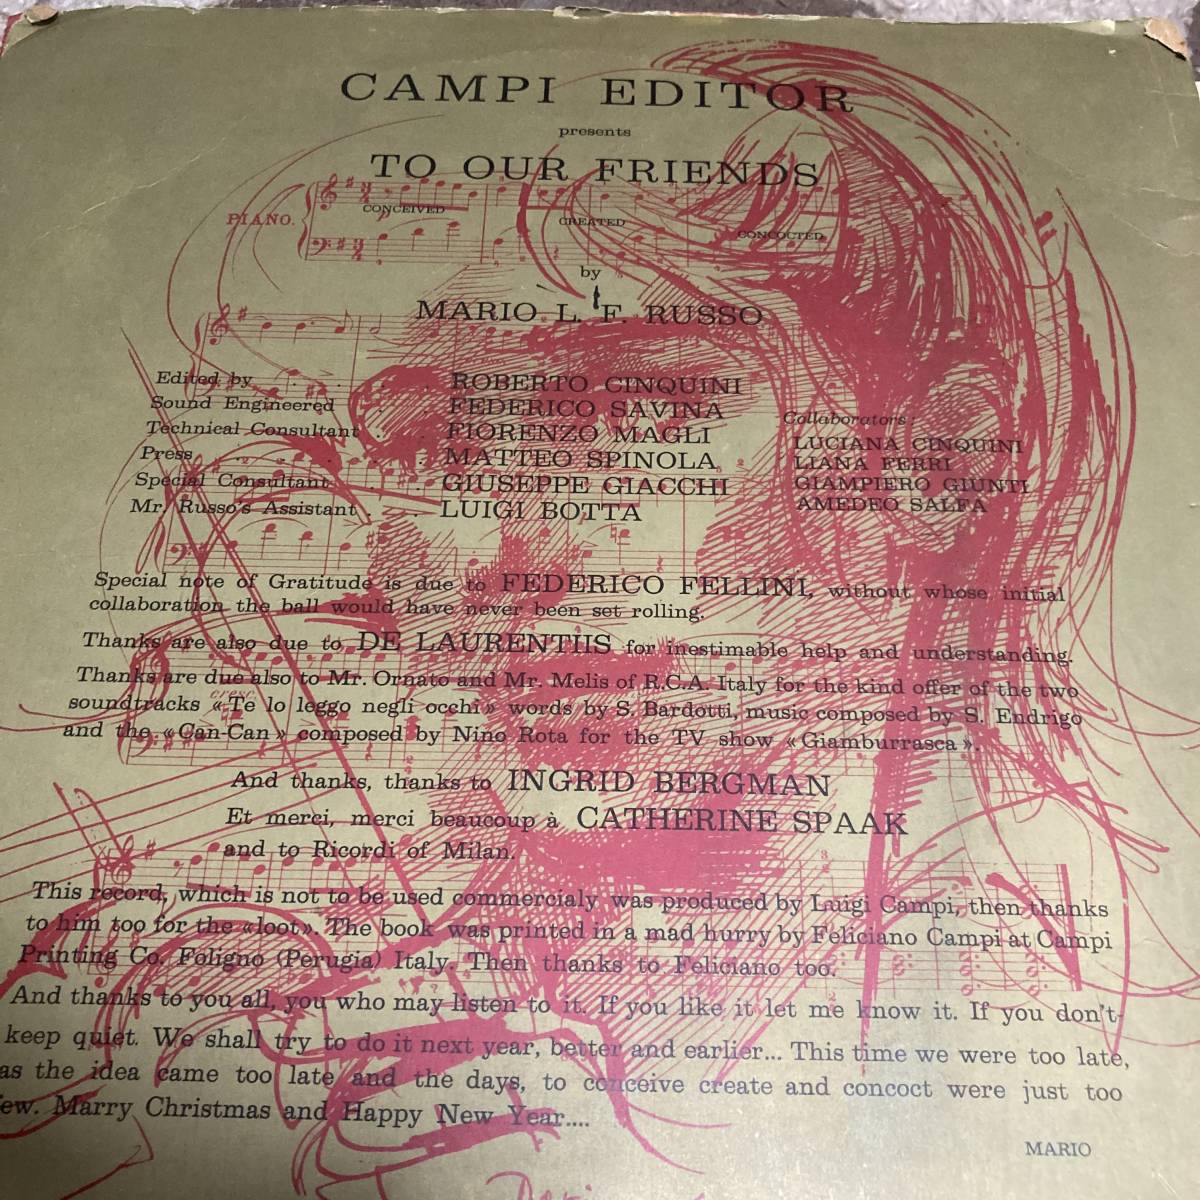 CAMPI EDITOR
presents
TO OUR FRIENDS
PIANO.
CONCEIVED CREATED CONCOCTED
by
MARIO L. F. RUSSO
Edited by . . . . ROBERTO CINQUINI
Sound Engineered . . FEDERICO SAVINA
Technical Consultant . . FIORENZO MAGLI
Press . . . . . MATTEO SPINOLA
Special Consultant . . GIUSEPPE GIACCHI
Mr. Russo's Assistant . . . LUIGI BOTTA
Collaborators:
LUCIANA CINQUINI
LIANA FERRI
GIAMPIERO GIUNTI
AMEDEO SALFA
Special note of Gratitude is due to FEDERICO FELLINI, without whose initial
collaboration the ball would have never been set rolling.
Thanks are also due to DE LAURENTIIS for inestimable help and understanding.
Thanks are due also to Mr. Ornato and Mr. Melis of R.C.A. Italy for the kind offer of the two
cresc.
soundtracks «Te lo leggo negli occhi» words by S. Bardotti, music composed by S. Endrigo
and the «Can-Can» composed by Nino Rota for the TV show «Giamburrasca».
And thanks, thanks to INGRID BERGMAN
Et merci, merci beaucoup à CATHERINE SPAAK
and to Ricordi of Milan.
This record, which is not to be used commercialy was produced by Luigi Campi, then thanks
to him too for the «loot». The book was printed in a mad hurry by Feliciano Campi at Campi
Printing Co. Foligno (Perugia) Italy. Then thanks to Feliciano too.
And thanks to you all, you who may listen to it. If you like it let me know it. If you don't-
keep quiet. We shall try to do it next year, better and earlier... This time we were too late,
as the idea came too late and the days, to conceive create and concoct were just too
few. Marry Christmas and Happy New Year....
MARIO